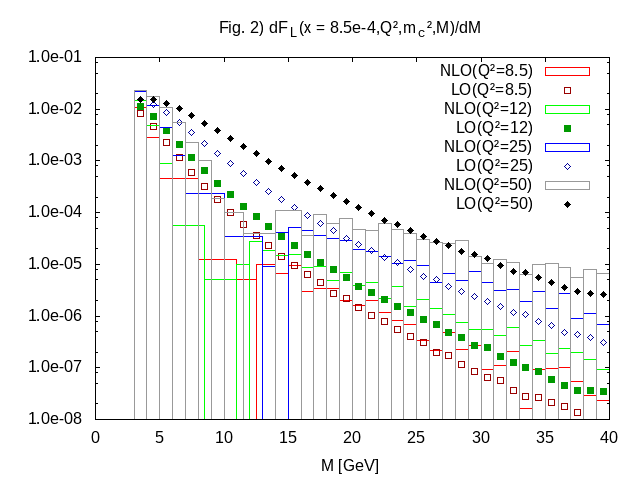 Fig. 2) dF_L(x = 8.5e-4,Q²,m_c²,M)/dM
1.0e-01
1.0e-02
1.0e-03
1.0e-04
1.0e-05
1.0e-06
1.0e-07
1.0e-08
NLO(Q²=8.5)
LO(Q²=8.5)
NLO(Q²=12)
LO(Q²=12)
NLO(Q²=25)
LO(Q²=25)
NLO(Q²=50)
LO(Q²=50)
0 5 10 15 20 25 30 35 40
M [GeV]